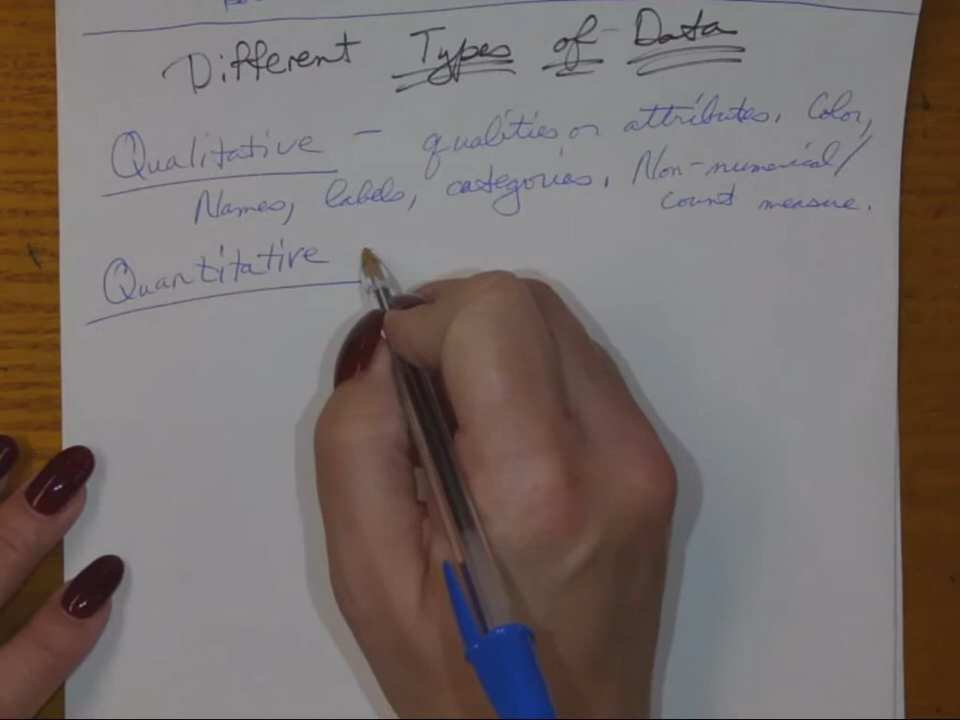 Different Types of Data
Qualitative - qualities or attributes. Color,
Names, labels, categories. Non-numerical/
count measure.
Quantitative